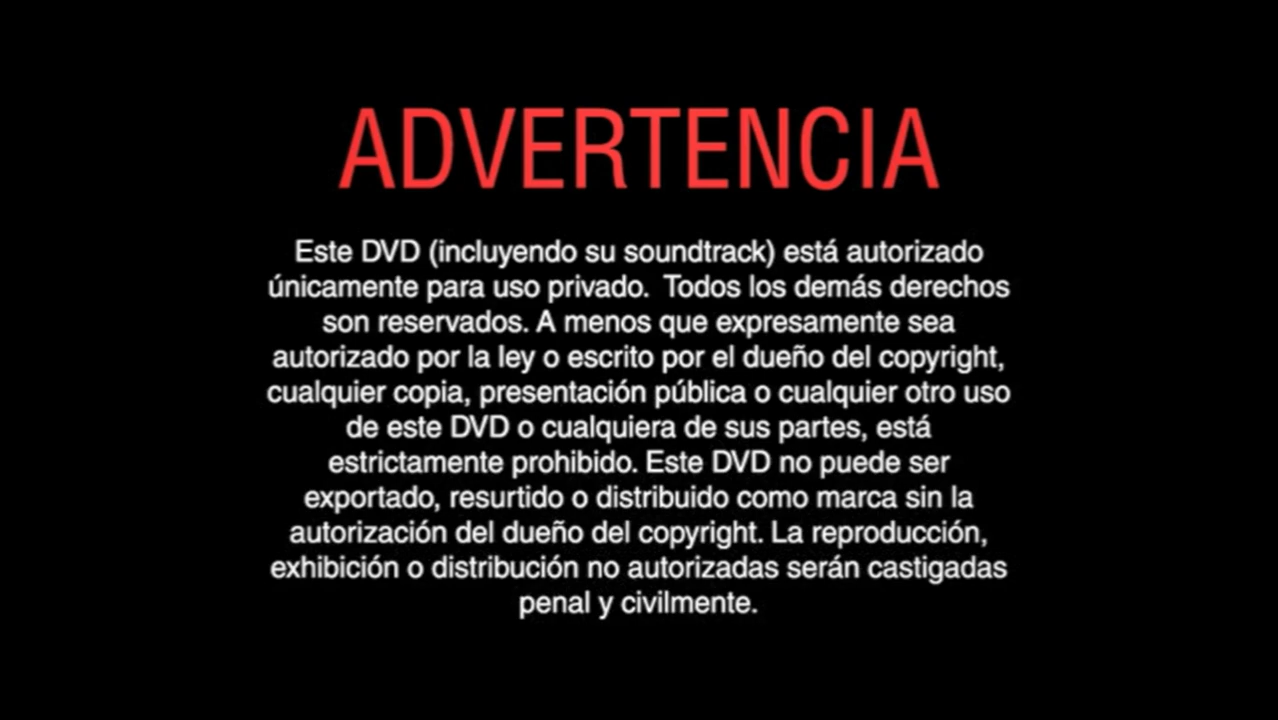 ADVERTENCIA
Este DVD (incluyendo su soundtrack) está autorizado
únicamente para uso privado.  Todos los demás derechos
son reservados. A menos que expresamente sea
autorizado por la ley o escrito por el dueño del copyright,
cualquier copia, presentación pública o cualquier otro uso
de este DVD o cualquiera de sus partes, está
estrictamente prohibido. Este DVD no puede ser
exportado, resurtido o distribuido como marca sin la
autorización del dueño del copyright. La reproducción,
exhibición o distribución no autorizadas serán castigadas
penal y civilmente.